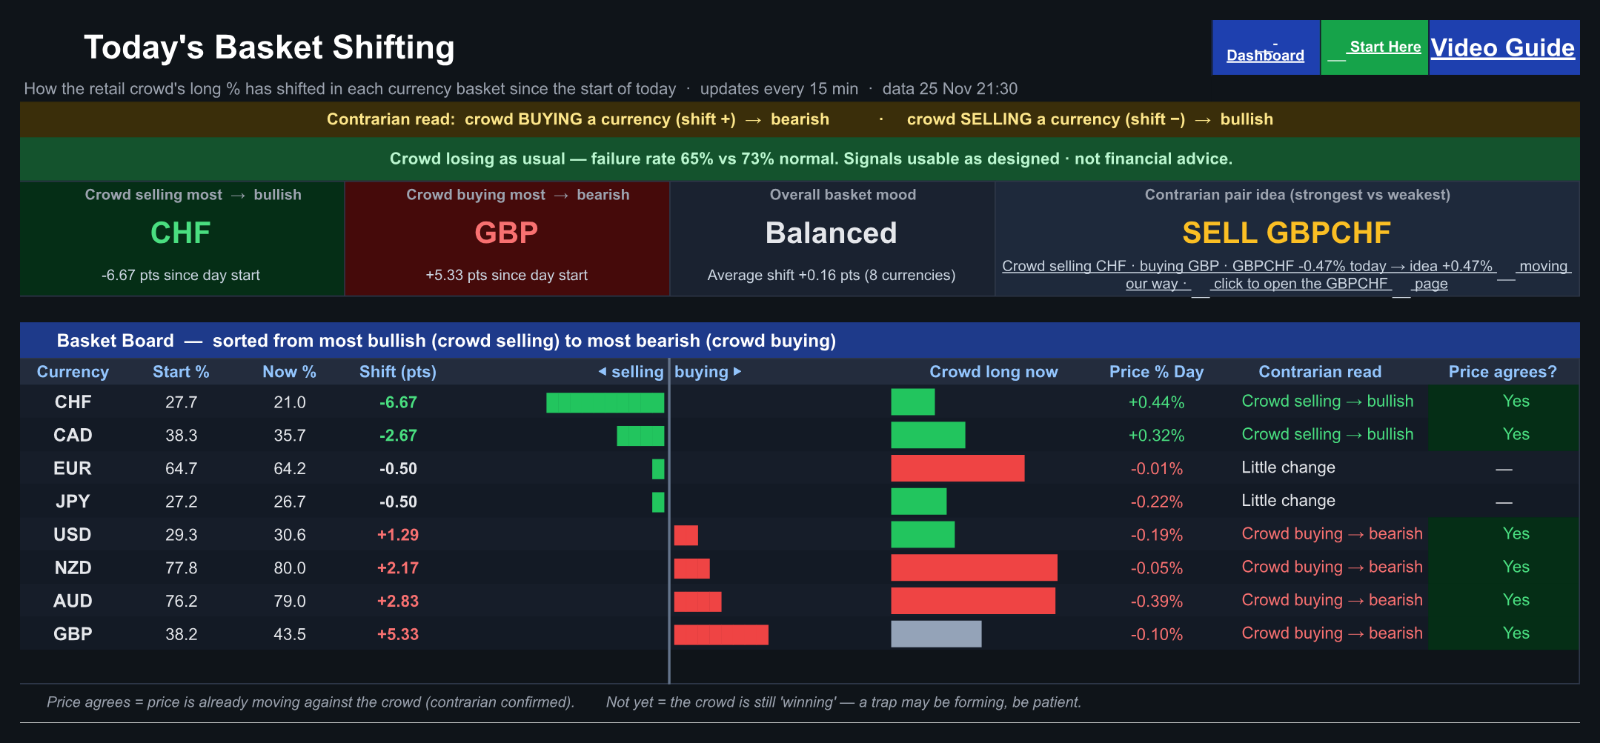 Today's Basket Shifting
Dashboard
Start Here
Video Guide
How the retail crowd's long % has shifted in each currency basket since the start of today · updates every 15 min · data 25 Nov 21:30
Contrarian read: crowd BUYING a currency (shift +) → bearish · crowd SELLING a currency (shift −) → bullish
Crowd losing as usual — failure rate 65% vs 73% normal. Signals usable as designed · not financial advice.
Crowd selling most → bullish
CHF
-6.67 pts since day start
Crowd buying most → bearish
GBP
+5.33 pts since day start
Overall basket mood
Balanced
Average shift +0.16 pts (8 currencies)
Contrarian pair idea (strongest vs weakest)
SELL GBPCHF
Crowd selling CHF · buying GBP · GBPCHF -0.47% today → idea +0.47% moving
our way · click to open the GBPCHF page
Basket Board — sorted from most bullish (crowd selling) to most bearish (crowd buying)
Currency Start % Now % Shift (pts) ◂ selling buying ▸ Crowd long now Price % Day Contrarian read Price agrees?
CHF 27.7 21.0 -6.67 +0.44% Crowd selling → bullish Yes
CAD 38.3 35.7 -2.67 +0.32% Crowd selling → bullish Yes
EUR 64.7 64.2 -0.50 -0.01% Little change —
JPY 27.2 26.7 -0.50 -0.22% Little change —
USD 29.3 30.6 +1.29 -0.19% Crowd buying → bearish Yes
NZD 77.8 80.0 +2.17 -0.05% Crowd buying → bearish Yes
AUD 76.2 79.0 +2.83 -0.39% Crowd buying → bearish Yes
GBP 38.2 43.5 +5.33 -0.10% Crowd buying → bearish Yes
Price agrees = price is already moving against the crowd (contrarian confirmed). Not yet = the crowd is still 'winning' — a trap may be forming, be patient.